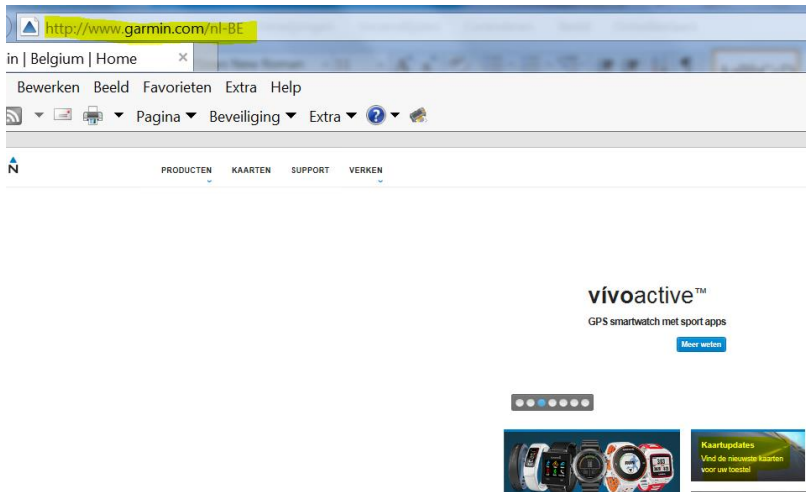 http://www.garmin.com/nl-BE
in | Belgium | Home ×
Bewerken Beeld Favorieten Extra Help
Pagina Beveiliging Extra
N
PRODUCTEN KAARTEN SUPPORT VERKEN
vívoactive™
GPS smartwatch met sport apps
Meer weten
Kaartupdates
Vind de nieuwste kaarten
voor uw toestel